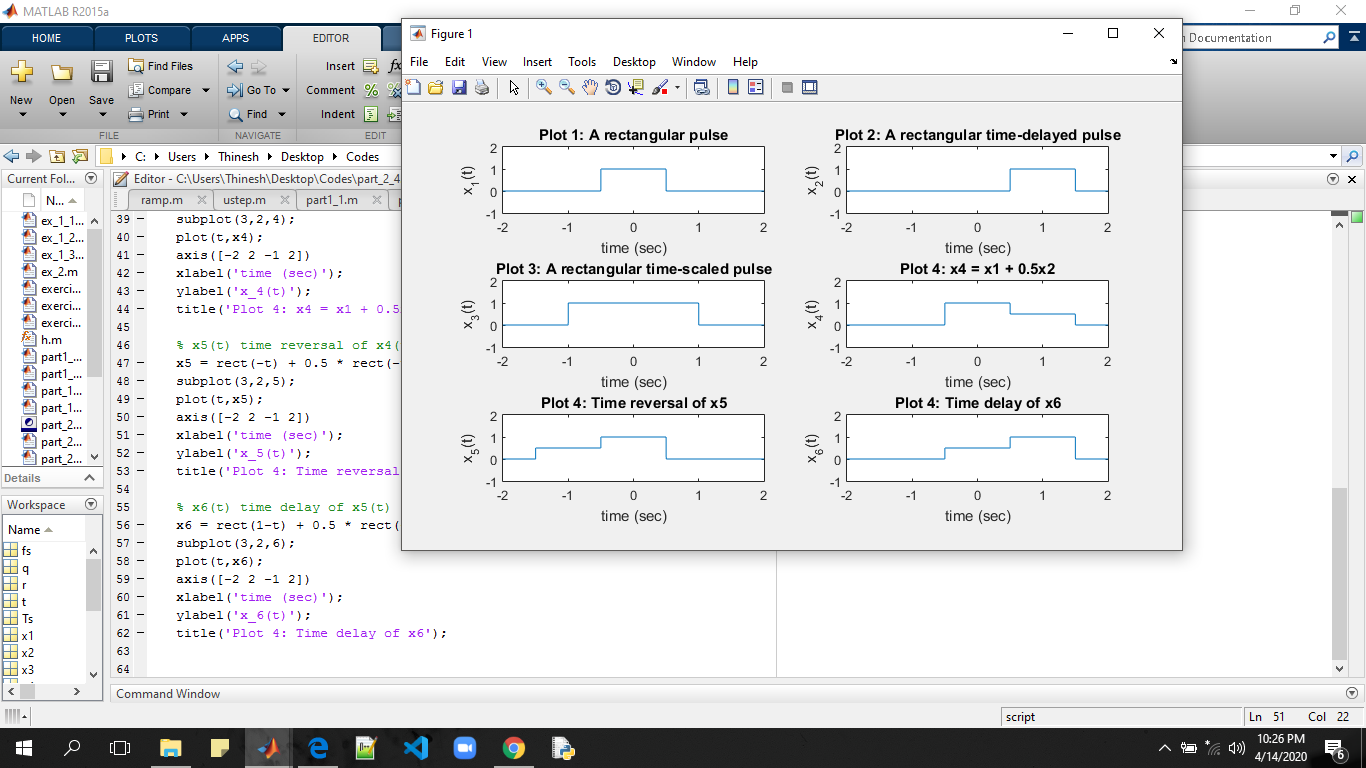 MATLAB R2015a
HOME
PLOTS
APPS
EDITOR
Documentation
New
Open
Save
Find Files
Compare
Print
Go To
Find
Insert
Comment
Indent
fx
FILE
NAVIGATE
EDIT
C:
Users
Thinesh
Desktop
Codes
Current Fol...
N...
ex_1_1...
ex_1_2...
ex_1_3...
ex_2.m
exerci...
exerci...
exerci...
h.m
part1_...
part1_...
part_1...
part_1...
part_2...
part_2...
part_2...
Details
Workspace
Name
fs
q
r
t
Ts
x1
x2
x3
Editor - C:\Users\Thinesh\Desktop\Codes\part_2_4
ramp.m
ustep.m
part1_1.m
39 subplot(3,2,4);
40 plot(t,x4);
41 axis([-2 2 -1 2])
42 xlabel('time (sec)');
43 ylabel('x_4(t)');
44 title('Plot 4: x4 = x1 + 0.5
45
46 % x5(t) time reversal of x4(
47 x5 = rect(-t) + 0.5 * rect(-
48 subplot(3,2,5);
49 plot(t,x5);
50 axis([-2 2 -1 2])
51 xlabel('time (sec)');
52 ylabel('x_5(t)');
53 title('Plot 4: Time reversal
54
55 % x6(t) time delay of x5(t)
56 x6 = rect(1-t) + 0.5 * rect(
57 subplot(3,2,6);
58 plot(t,x6);
59 axis([-2 2 -1 2])
60 xlabel('time (sec)');
61 ylabel('x_6(t)');
62 title('Plot 4: Time delay of x6');
63
64
Figure 1
File Edit View Insert Tools Desktop Window Help
Plot 1: A rectangular pulse
x1(t)
2
1
0
-1
-2 -1 0 1 2
time (sec)
Plot 2: A rectangular time-delayed pulse
x2(t)
2
1
0
-1
-2 -1 0 1 2
time (sec)
Plot 3: A rectangular time-scaled pulse
x3(t)
2
1
0
-1
-2 -1 0 1 2
time (sec)
Plot 4: x4 = x1 + 0.5x2
x4(t)
2
1
0
-1
-2 -1 0 1 2
time (sec)
Plot 4: Time reversal of x5
x5(t)
2
1
0
-1
-2 -1 0 1 2
time (sec)
Plot 4: Time delay of x6
x6(t)
2
1
0
-1
-2 -1 0 1 2
time (sec)
Command Window
script
Ln 51 Col 22
10:26 PM
4/14/2020
6